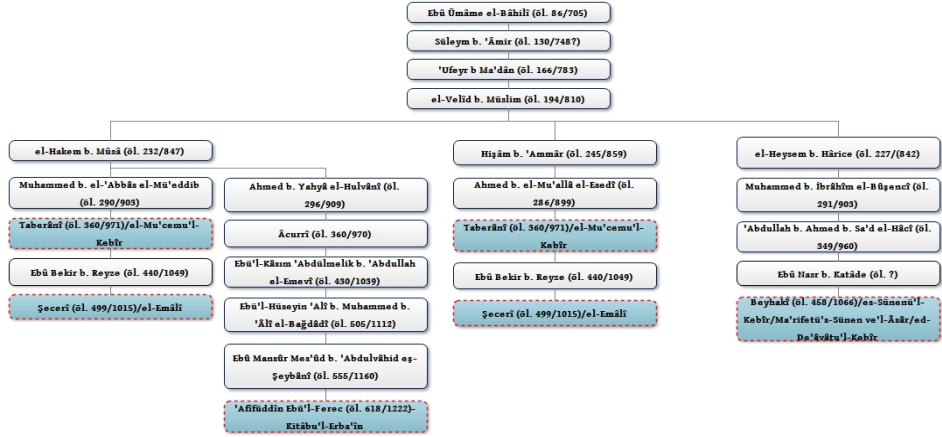 Ebû Ümâme el-Bâhilî (öl. 86/705)
Süleym b. 'Âmir (öl. 130/748?)
'Ufeyr b Ma'dân (öl. 166/783)
el-Velîd b. Müslim (öl. 194/810)
el-Hakem b. Mûsâ (öl. 232/847)
Muhammed b. el-'Abbâs el-Mü'eddib
(öl. 290/903)
Taberânî (öl. 360/971)/el-Mu'cemu'l-
Kebîr
Ebû Bekir b. Reyze (öl. 440/1049)
Şecerî (öl. 499/1015)/el-Emâlî
Ahmed b. Yahyâ el-Hulvânî (öl.
296/909)
Âcurrî (öl. 360/970)
Ebü'l-Kâsım 'Abdülmelik b. 'Abdullah
el-Emevî (öl. 430/1039)
Ebü'l-Hüseyin 'Alî b. Muhammed b.
'Âlî el-Bağdâdî (öl. 505/1112)
Ebû Mansûr Mes'ûd b. 'Abdulvâhid eş-
Şeybânî (öl. 555/1160)
'Afîfüddîn Ebü'l-Ferec (öl. 618/1222)-
Kitâbu'l-Erba'în
Hişâm b. 'Ammâr (öl. 245/859)
Ahmed b. el-Mu'allâ el-Esedî (öl.
286/899)
Taberânî (öl. 360/971)/el-Mu'cemu'l-
Kebîr
Ebû Bekir b. Reyze (öl. 440/1049)
Şecerî (öl. 499/1015)/el-Emâlî
el-Heysem b. Hârice (öl. 227/(842)
Muhammed b. İbrâhîm el-Bûşencî (öl.
291/903)
'Abdullah b. Ahmed b. Sa'd el-Hâcî (öl.
349/960)
Ebû Nasr b. Katâde (öl. ?)
Beyhakî (öl. 458/1066)/es-Sünenü'l-
Kebîr/Ma'rifetü's-Sünen ve'l-Âsâr/ed-
De'âvâtu'l-Kebîr